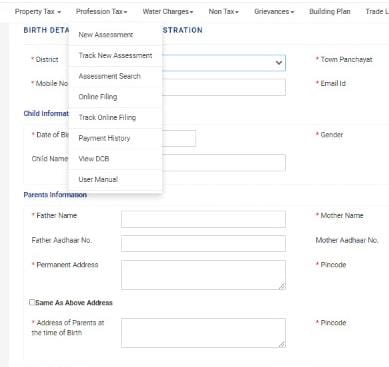 Property Tax Profession Tax Water Charges Non Tax Grievances Building Plan Trade L
BIRTH DETA STRATION
New Assessment
Track New Assessment
Assessment Search
Online Filing
Track Online Filing
Payment History
View DCB
User Manual
* District * Town Panchayat
* Mobile No * Email Id
Child Informat
* Date of Bi * Gender
Child Name
Parents Information
* Father Name * Mother Name
Father Aadhaar No. Mother Aadhaar No.
* Permanent Address * Pincode
Same As Above Address
* Address of Parents at * Pincode
the time of Birth